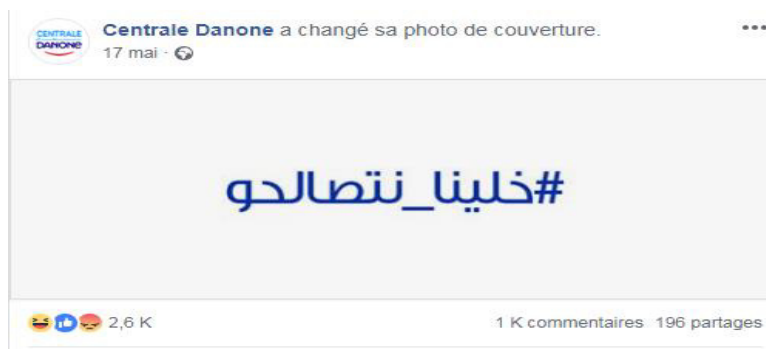 CENTRALE
DANONE
Centrale Danone a changé sa photo de couverture.
17 mai
#خلينا_نتصالحو
2,6 K
1 K commentaires 196 partages